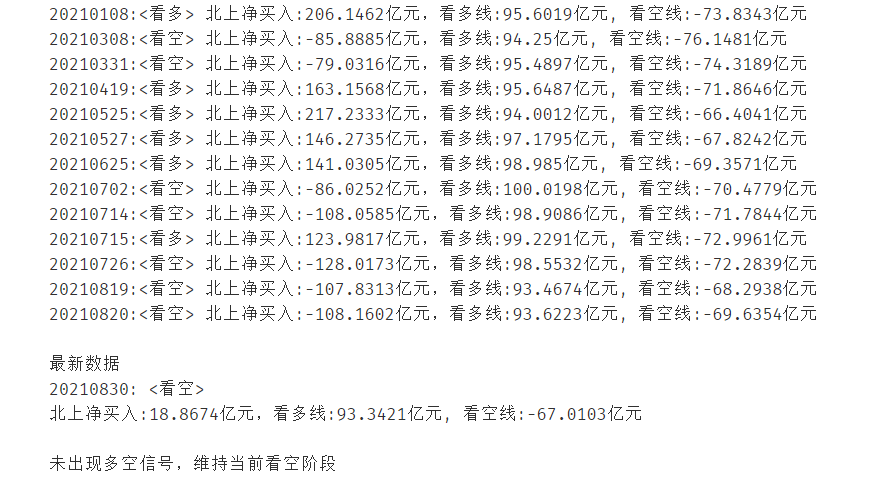 20210108:<看多> 北上净买入:206.1462亿元，看多线:95.6019亿元, 看空线:-73.8343亿元
20210308:<看空> 北上净买入:-85.8885亿元，看多线:94.25亿元, 看空线:-76.1481亿元
20210331:<看空> 北上净买入:-79.0316亿元，看多线:95.4897亿元, 看空线:-74.3189亿元
20210419:<看多> 北上净买入:163.1568亿元，看多线:95.6487亿元, 看空线:-71.8646亿元
20210525:<看多> 北上净买入:217.2333亿元，看多线:94.0012亿元, 看空线:-66.4041亿元
20210527:<看多> 北上净买入:146.2735亿元，看多线:97.1795亿元, 看空线:-67.8242亿元
20210625:<看多> 北上净买入:141.0305亿元，看多线:98.985亿元, 看空线:-69.3571亿元
20210702:<看空> 北上净买入:-86.0252亿元，看多线:100.0198亿元, 看空线:-70.4779亿元
20210714:<看空> 北上净买入:-108.0585亿元，看多线:98.9086亿元, 看空线:-71.7844亿元
20210715:<看多> 北上净买入:123.9817亿元，看多线:99.2291亿元, 看空线:-72.9961亿元
20210726:<看空> 北上净买入:-128.0173亿元，看多线:98.5532亿元, 看空线:-72.2839亿元
20210819:<看空> 北上净买入:-107.8313亿元，看多线:93.4674亿元, 看空线:-68.2938亿元
20210820:<看空> 北上净买入:-108.1602亿元，看多线:93.6223亿元, 看空线:-69.6354亿元
最新数据
20210830: <看空>
北上净买入:18.8674亿元，看多线:93.3421亿元, 看空线:-67.0103亿元
未出现多空信号，维持当前看空阶段